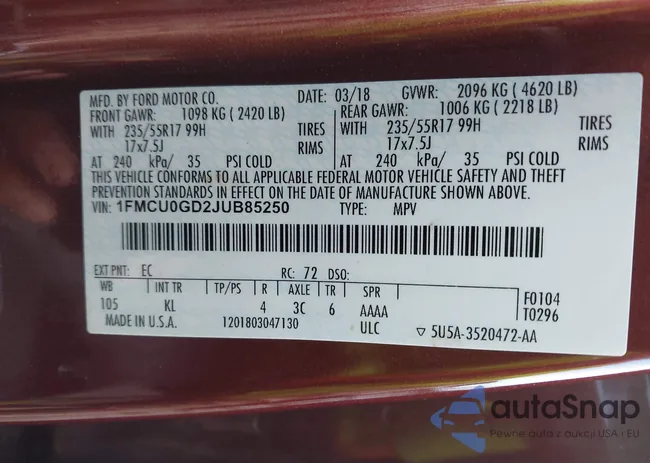 MFD. BY FORD MOTOR CO. DATE: 03/18 GVWR: 2096 KG ( 4620 LB)
FRONT GAWR: 1098 KG ( 2420 LB) REAR GAWR: 1006 KG ( 2218 LB)
WITH 235/55R17 99H TIRES WITH 235/55R17 99H TIRES
17x7.5J RIMS 17x7.5J RIMS
AT 240 kPa/ 35 PSI COLD AT 240 kPa/ 35 PSI COLD
THIS VEHICLE CONFORMS TO ALL APPLICABLE FEDERAL MOTOR VEHICLE SAFETY AND THEFT
PREVENTION STANDARDS IN EFFECT ON THE DATE OF MANUFACTURE SHOWN ABOVE.
VIN: 1FMCU0GD2JUB85250 TYPE: MPV
EXT PNT: EC RC: 72 DSO:
WB INT TR TP/PS R AXLE TR SPR F0104
105 KL 4 3C 6 AAAA T0296
MADE IN U.S.A. 1201803047130 ULC ▽ 5U5A-3520472-AA
autaSnap
Pewne auta z aukcji USA i EU